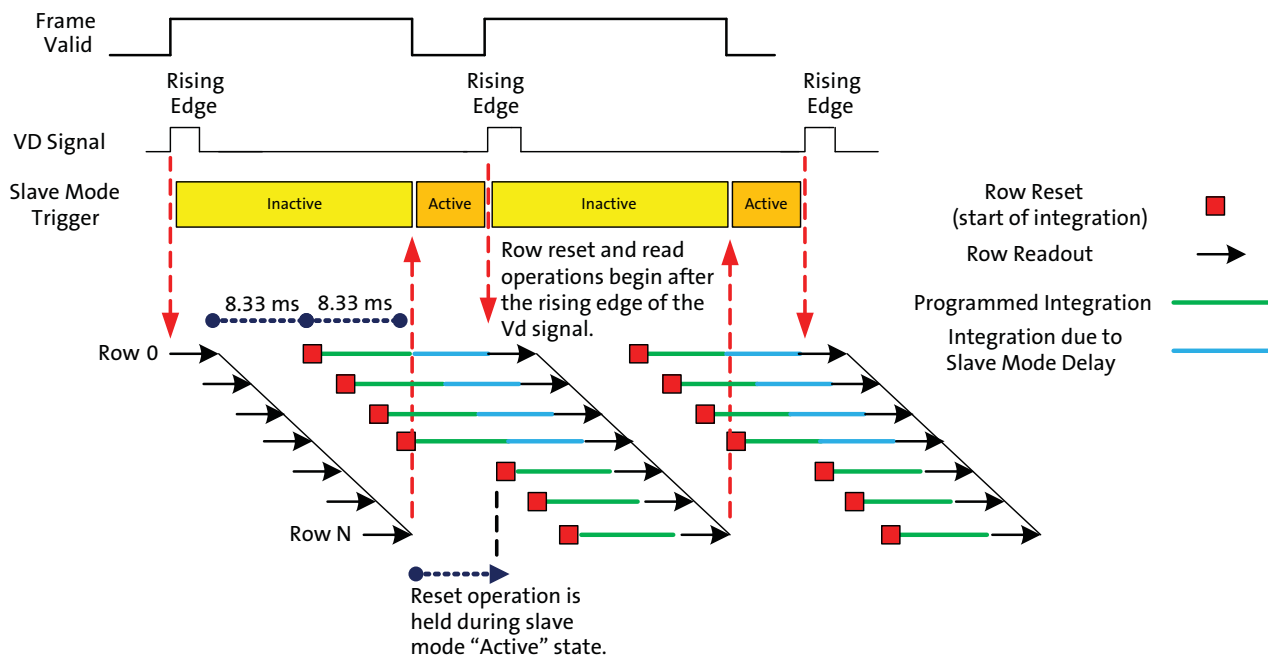 Frame
Valid
Rising
Edge
Rising
Edge
Rising
Edge
VD Signal
Slave Mode
Trigger
Inactive
Active
Inactive
Active
Row reset and read
operations begin after
the rising edge of the
Vd signal.
8.33 ms
8.33 ms
Row 0
Row N
Reset operation is
held during slave
mode “Active” state.
Row Reset
(start of integration)
Row Readout
Programmed Integration
Integration due to
Slave Mode Delay